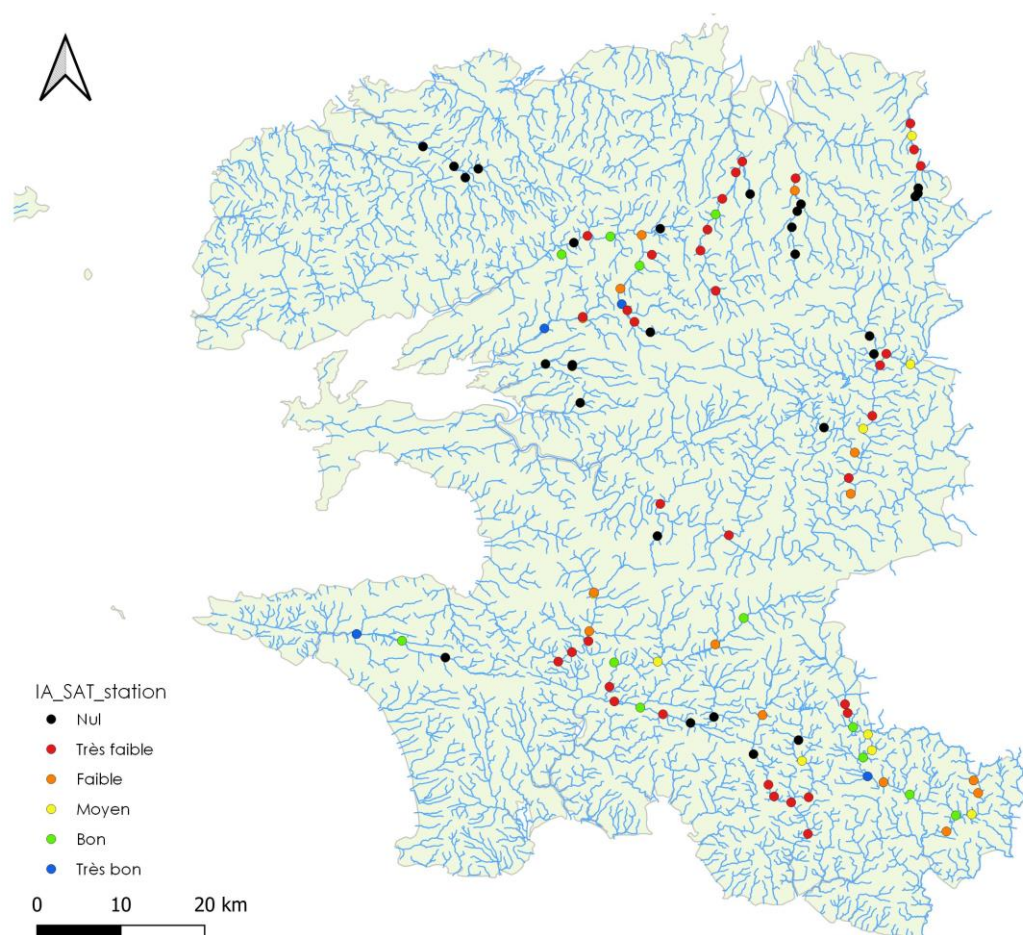 IA_SAT_station
Nul
Très faible
Faible
Moyen
Bon
Très bon
0 10 20 km